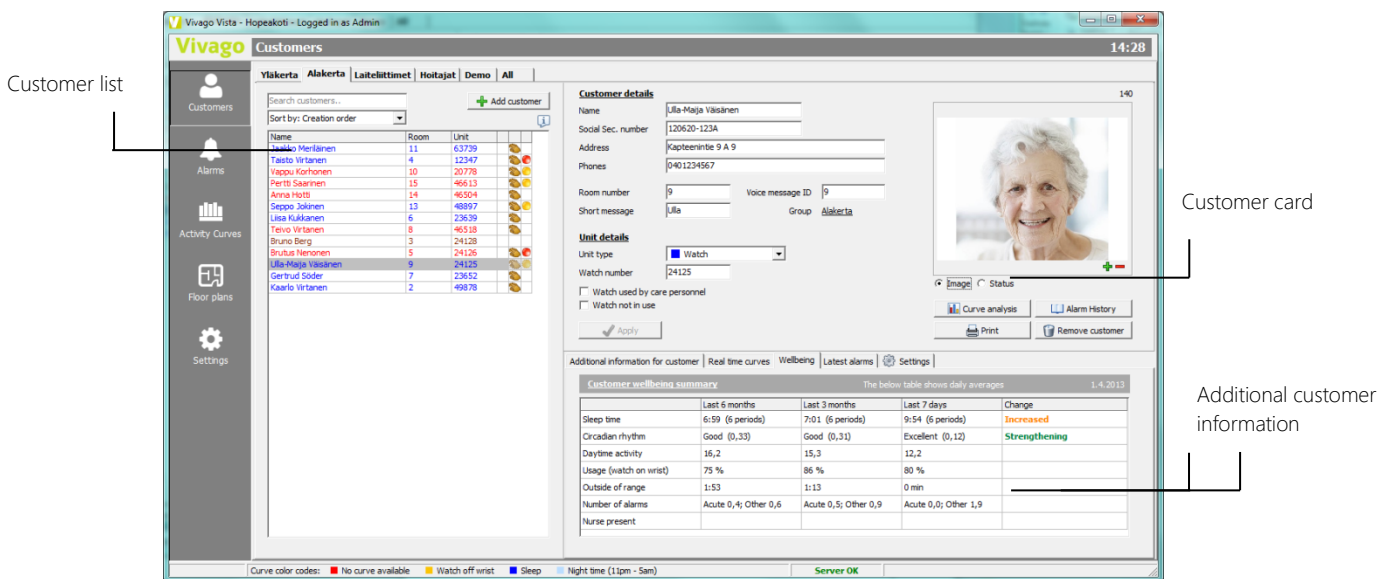 Vivago Vista - Hopeakoti - Logged in as Admin
Vivago Customers 14:28
Customer list
Customer card
Additional customer
information
Customers
Alarms
Activity Curves
Floor plans
Settings
Yläkerta Alakerta Laiteliittimet Hoitajat Demo All
Search customers..
Add customer
Sort by: Creation order
Name Room Unit
Jaakko Meriläinen 11 63739
Taisto Virtanen 4 12347
Vappu Korhonen 10 20778
Pertti Saarinen 15 46613
Anna Hotti 14 46504
Seppo Jokinen 13 48897
Liisa Kukkanen 6 23639
Teivo Virtanen 8 46518
Bruno Berg 3 24128
Brutus Nenonen 5 24126
Ulla-Maija Väisänen 9 24125
Gertrud Söder 7 23652
Kaarlo Virtanen 2 49878
Customer details 140
Name Ulla-Maija Väisänen
Social Sec. number 120620-123A
Address Kapteenintie 9 A 9
Phones 0401234567
Room number 9 Voice message ID 9
Short message Ulla Group Alakerta
Unit details
Unit type Watch
Watch number 24125
Watch used by care personnel
Watch not in use
Apply
Image Status
Curve analysis Alarm History
Print Remove customer
Additional information for customer Real time curves Wellbeing Latest alarms Settings
Customer wellbeing summary The below table shows daily averages 1.4.2013
Last 6 months Last 3 months Last 7 days Change
Sleep time 6:59 (6 periods) 7:01 (6 periods) 9:54 (6 periods) Increased
Circadian rhythm Good (0,33) Good (0,31) Excellent (0,12) Strengthening
Daytime activity 16,2 15,3 12,2
Usage (watch on wrist) 75 % 86 % 80 %
Outside of range 1:53 1:13 0 min
Number of alarms Acute 0,4; Other 0,6 Acute 0,5; Other 0,9 Acute 0,0; Other 1,9
Nurse present
Curve color codes: No curve available Watch off wrist Sleep Night time (11pm - 5am) Server OK